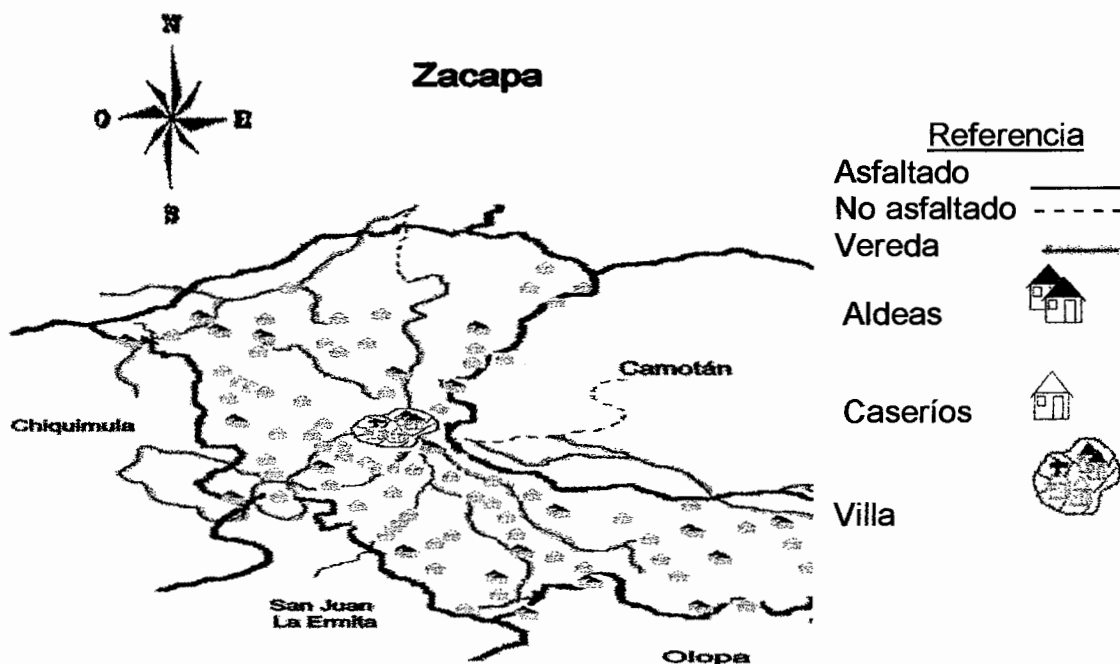 N
Zacapa
O
E
S
Referencia
Asfaltado
No asfaltado
Vereda
Aldeas
Camotán
Caseríos
Chiquimula
Villa
San Juan
La Ermita
Olopa